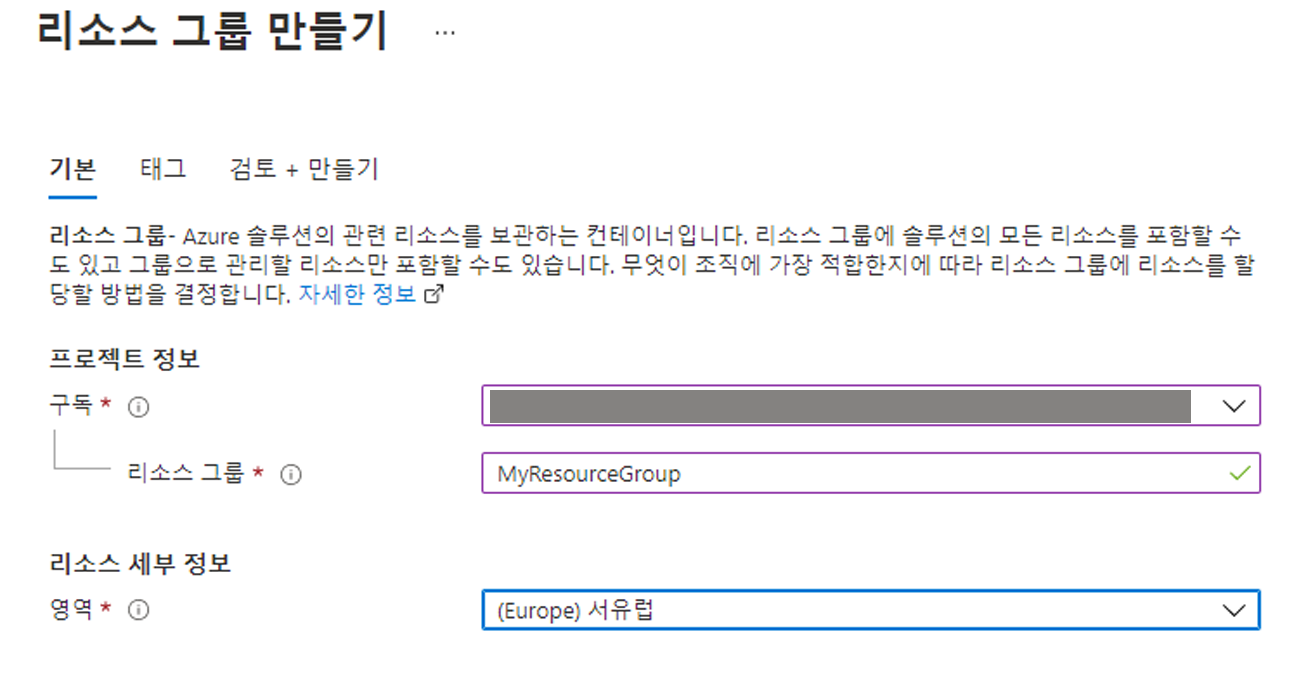 리소스 그룹 만들기 ...
기본 태그 검토 + 만들기
리소스 그룹- Azure 솔루션의 관련 리소스를 보관하는 컨테이너입니다. 리소스 그룹에 솔루션의 모든 리소스를 포함할 수
도 있고 그룹으로 관리할 리소스만 포함할 수도 있습니다. 무엇이 조직에 가장 적합한지에 따라 리소스 그룹에 리소스를 할
당할 방법을 결정합니다. 자세한 정보
프로젝트 정보
구독 *
리소스 그룹 * MyResourceGroup
리소스 세부 정보
영역 * (Europe) 서유럽